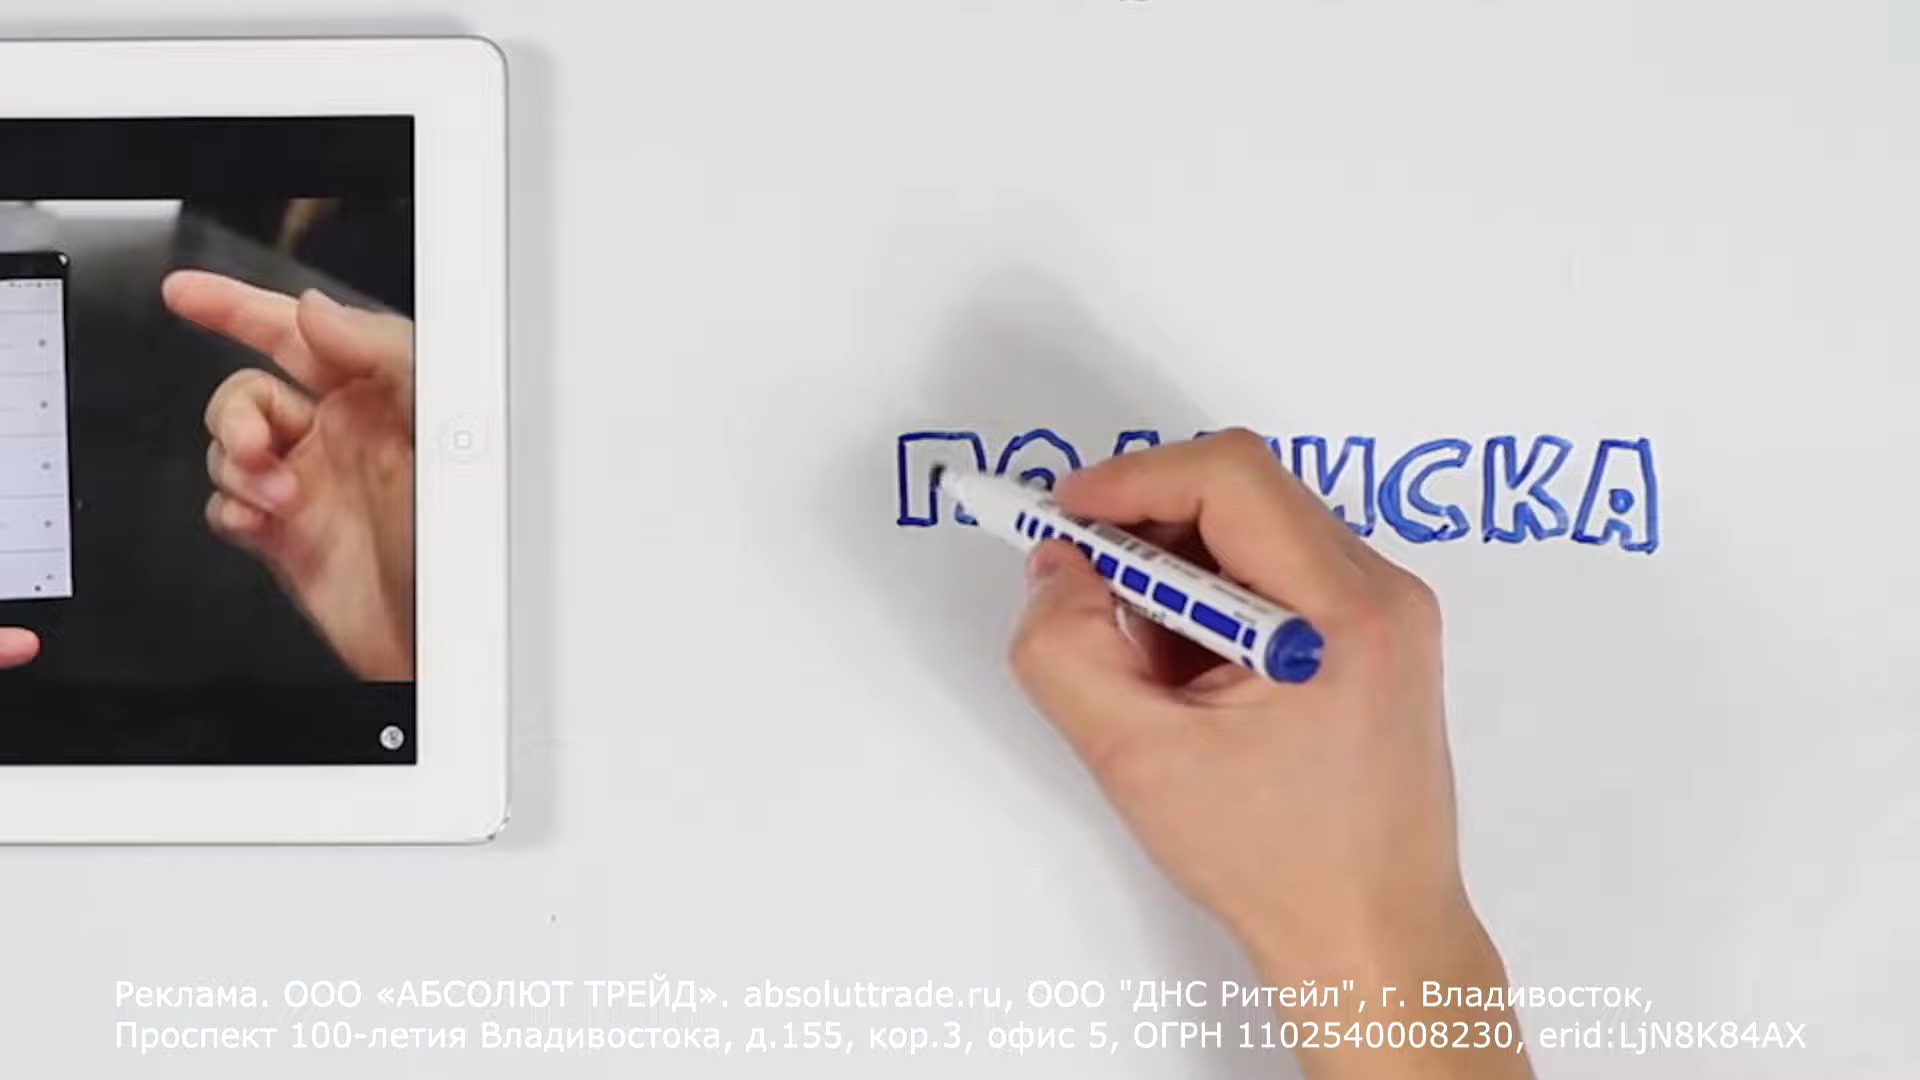 Реклама. ООО «АБСОЛЮТ ТРЕЙД». absoluttrade.ru, ООО "ДНС Ритейл", г. Владивосток,
Проспект 100-летия Владивостока, д.155, кор.3, офис 5, ОГРН 1102540008230, erid:LjN8K84AX